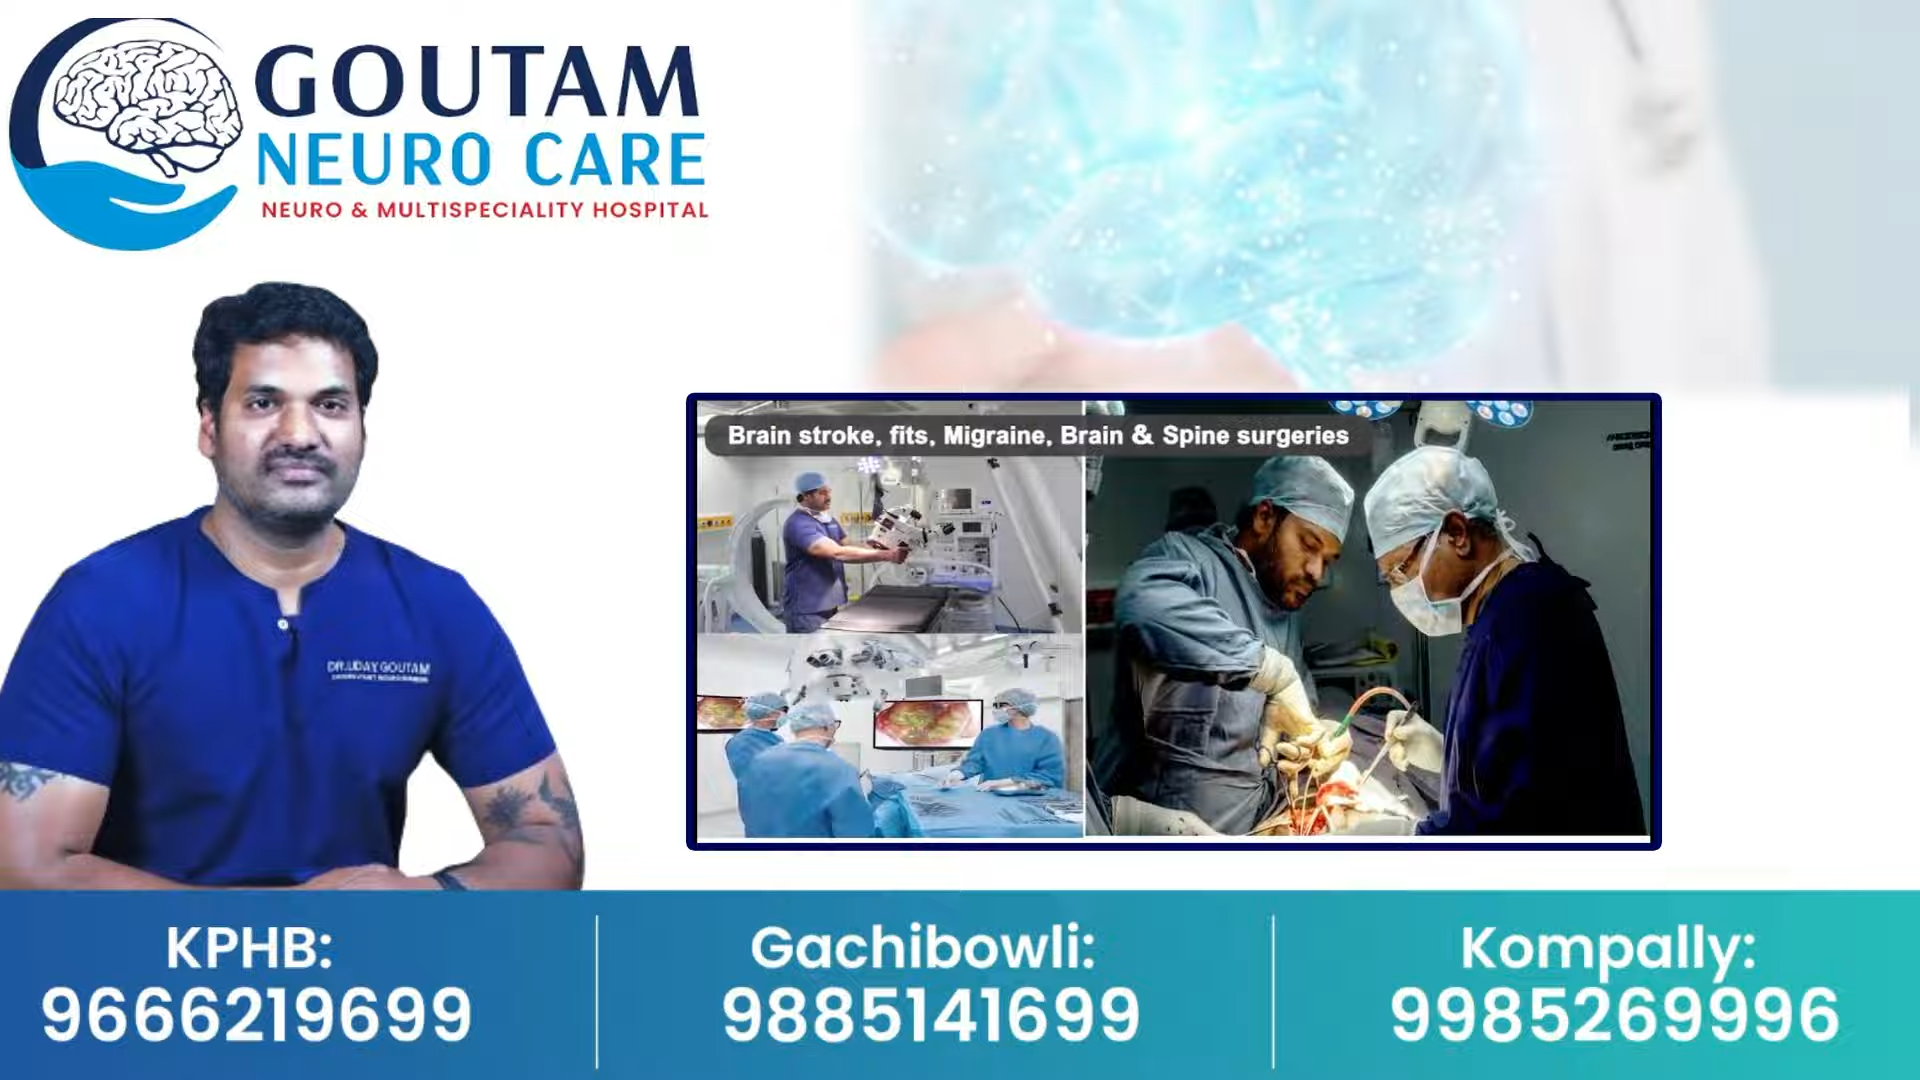 GOUTAM
NEURO CARE
NEURO & MULTISPECIALITY HOSPITAL
Brain stroke, fits, Migraine, Brain & Spine surgeries
DR.UDAY GOUTAM
KPHB:
9666219699
Gachibowli:
9885141699
Kompally:
9985269996